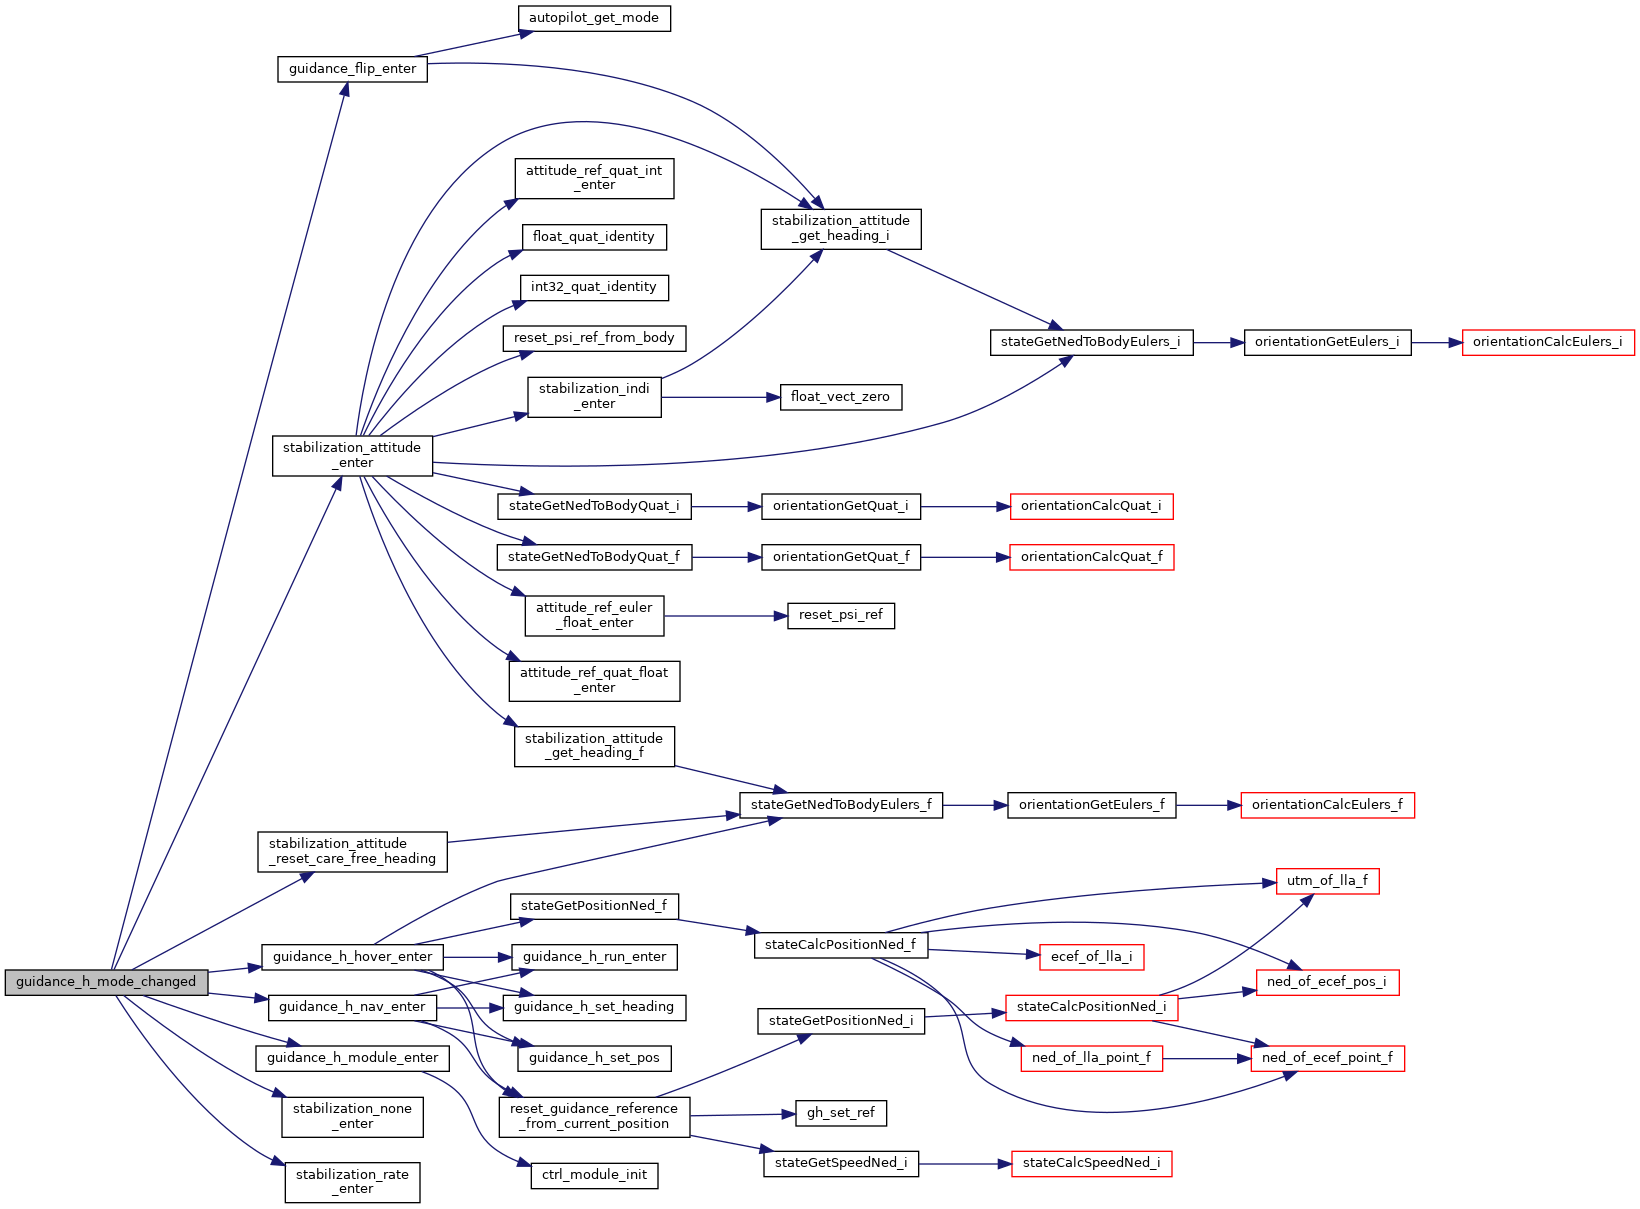 autopilot_get_mode
guidance_flip_enter
attitude_ref_quat_int
_enter
stabilization_attitude
_get_heading_i
float_quat_identity
int32_quat_identity
reset_psi_ref_from_body
stateGetNedToBodyEulers_i
orientationGetEulers_i
orientationCalcEulers_i
stabilization_indi
_enter
float_vect_zero
stabilization_attitude
_enter
stateGetNedToBodyQuat_i
orientationGetQuat_i
orientationCalcQuat_i
stateGetNedToBodyQuat_f
orientationGetQuat_f
orientationCalcQuat_f
attitude_ref_euler
_float_enter
reset_psi_ref
attitude_ref_quat_float
_enter
stabilization_attitude
_get_heading_f
stateGetNedToBodyEulers_f
orientationGetEulers_f
orientationCalcEulers_f
stabilization_attitude
_reset_care_free_heading
utm_of_lla_f
stateGetPositionNed_f
stateCalcPositionNed_f
guidance_h_hover_enter
guidance_h_run_enter
ecef_of_lla_i
guidance_h_mode_changed
ned_of_ecef_pos_i
guidance_h_nav_enter
guidance_h_set_heading
stateCalcPositionNed_i
stateGetPositionNed_i
guidance_h_module_enter
guidance_h_set_pos
ned_of_lla_point_f
ned_of_ecef_point_f
stabilization_none
_enter
reset_guidance_reference
_from_current_position
gh_set_ref
stateGetSpeedNed_i
stateCalcSpeedNed_i
stabilization_rate
_enter
ctrl_module_init